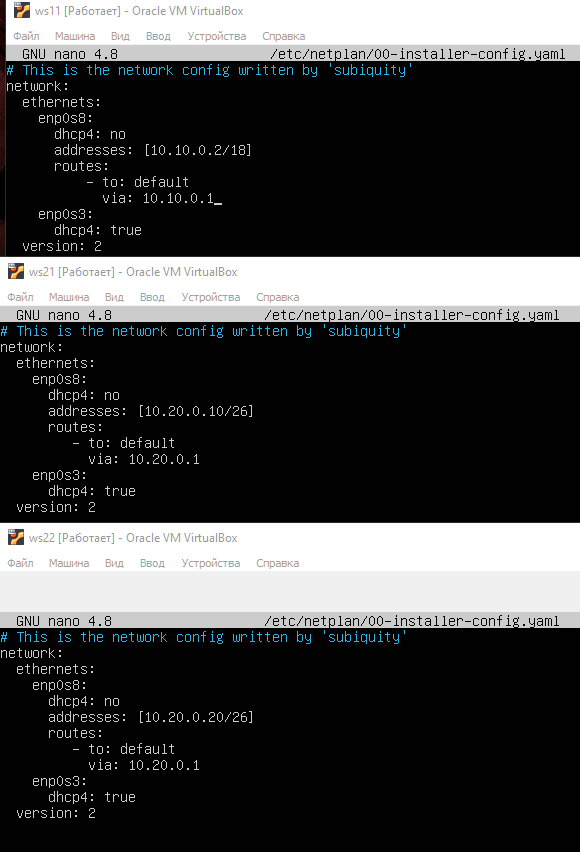 ws11 [Работает] - Oracle VM VirtualBox
Файл Машина Вид Ввод Устройства Справка
GNU nano 4.8 /etc/netplan/00-installer-config.yaml
# This is the network config written by 'subiquity'
network:
  ethernets:
    enp0s8:
      dhcp4: no
      addresses: [10.10.0.2/18]
      routes:
          - to: default
            via: 10.10.0.1_
    enp0s3:
      dhcp4: true
  version: 2
ws21 [Работает] - Oracle VM VirtualBox
Файл Машина Вид Ввод Устройства Справка
GNU nano 4.8 /etc/netplan/00-installer-config.yaml
# This is the network config written by 'subiquity'
network:
  ethernets:
    enp0s8:
      dhcp4: no
      addresses: [10.20.0.10/26]
      routes:
         - to: default
           via: 10.20.0.1
    enp0s3:
      dhcp4: true
  version: 2
ws22 [Работает] - Oracle VM VirtualBox
Файл Машина Вид Ввод Устройства Справка
GNU nano 4.8 /etc/netplan/00-installer-config.yaml
# This is the network config written by 'subiquity'
network:
  ethernets:
    enp0s8:
      dhcp4: no
      addresses: [10.20.0.20/26]
      routes:
         - to: default
           via: 10.20.0.1
    enp0s3:
      dhcp4: true
  version: 2